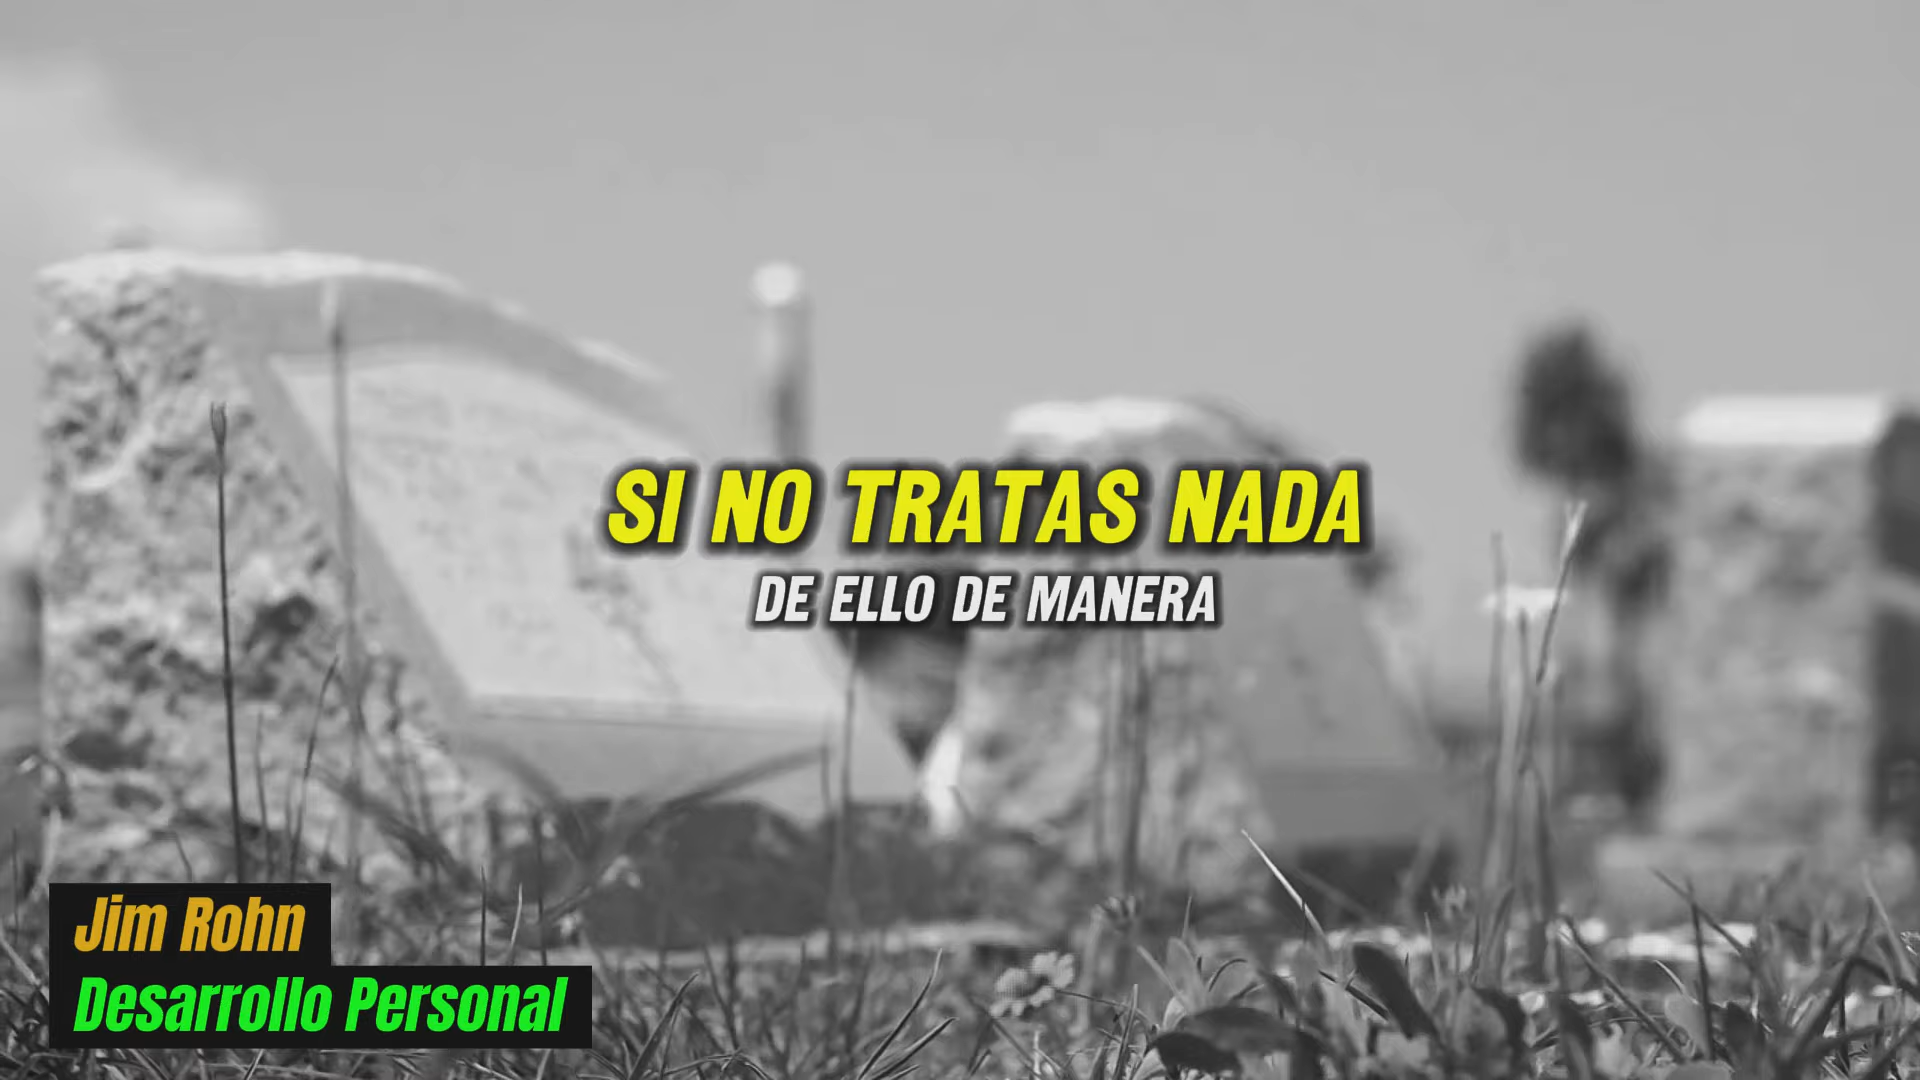 SI NO TRATAS NADA
DE ELLO DE MANERA
Jim Rohn
Desarrollo Personal